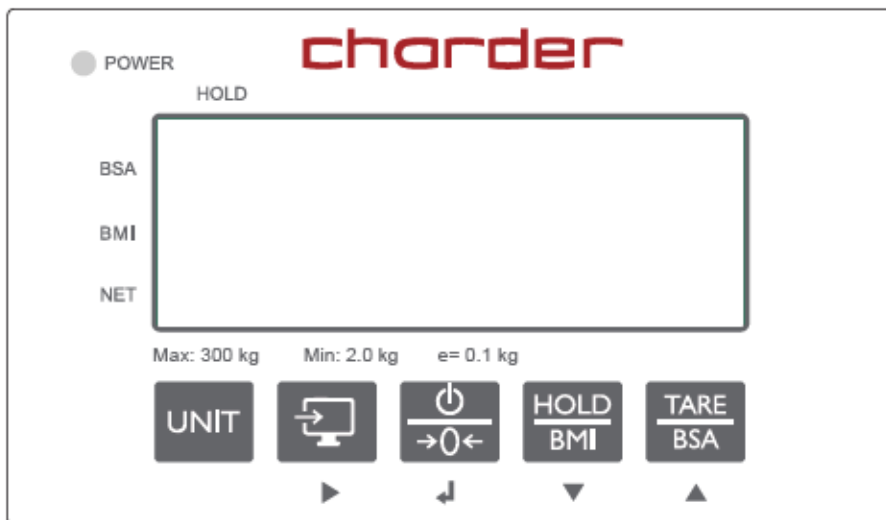 charder
POWER
HOLD
BSA
BMI
NET
Max: 300 kg Min: 2.0 kg e= 0.1 kg
UNIT →0← HOLD TARE
BMI BSA